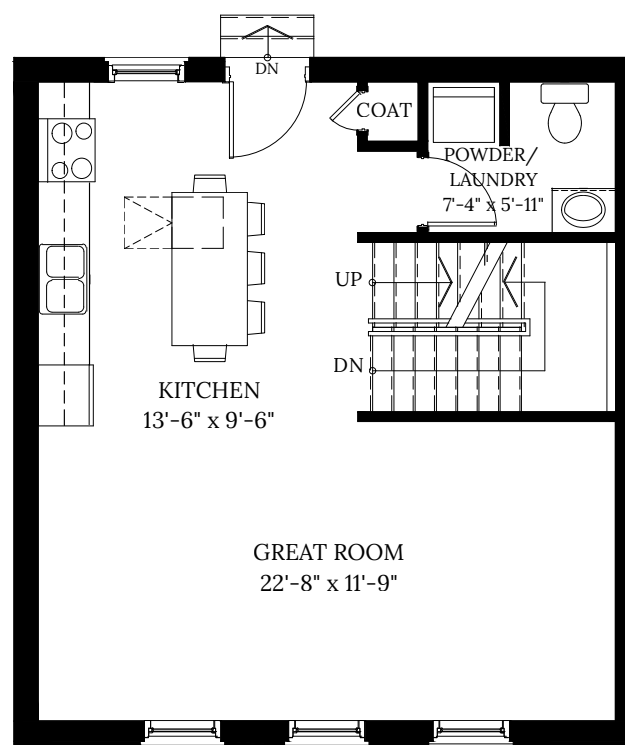 DN
COAT
POWDER/
LAUNDRY
7'-4" x 5'-11"
UP
DN
KITCHEN
13'-6" x 9'-6"
GREAT ROOM
22'-8" x 11'-9"